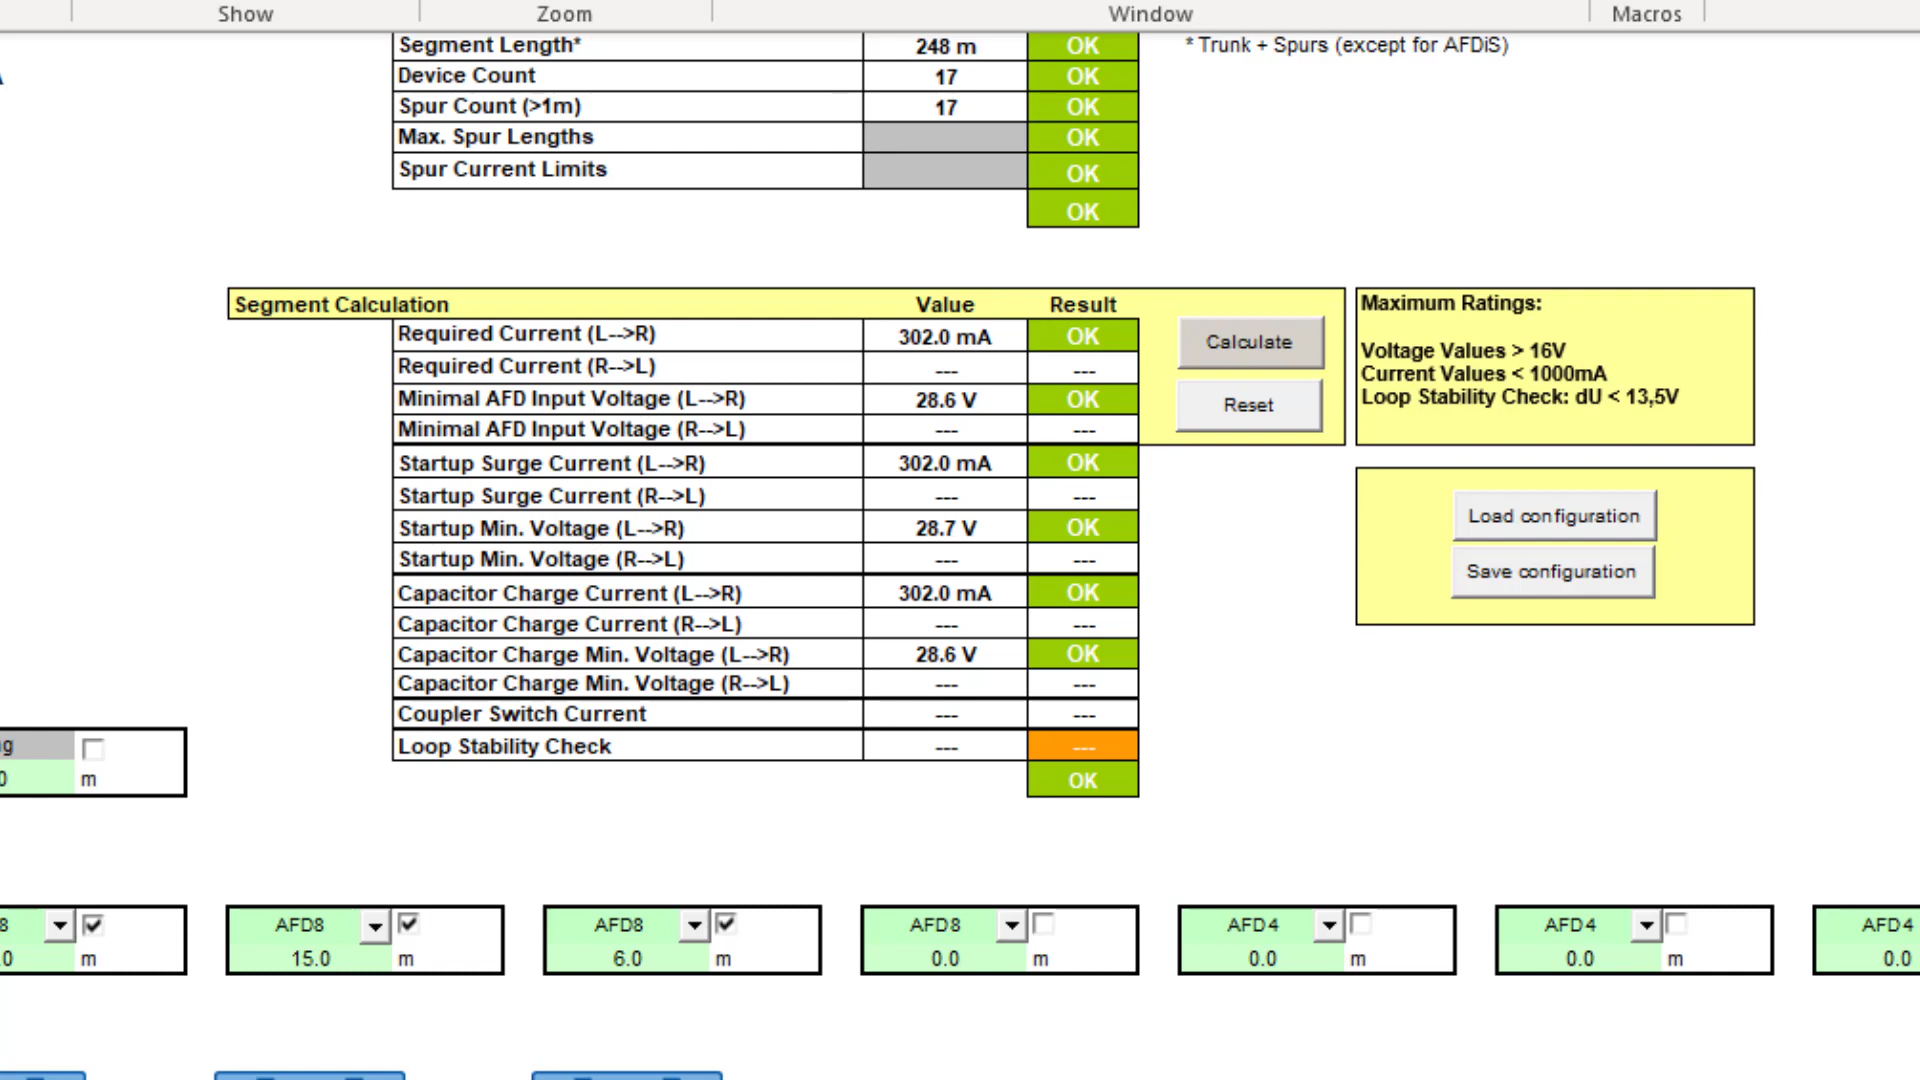 Show Zoom Window Macros
Segment Length* 248 m OK * Trunk + Spurs (except for AFDiS)
Device Count 17 OK
Spur Count (>1m) 17 OK
Max. Spur Lengths OK
Spur Current Limits OK
OK
Segment Calculation Value Result
Required Current (L-->R) 302.0 mA OK
Required Current (R-->L) --- ---
Minimal AFD Input Voltage (L-->R) 28.6 V OK
Minimal AFD Input Voltage (R-->L) --- ---
Startup Surge Current (L-->R) 302.0 mA OK
Startup Surge Current (R-->L) --- ---
Startup Min. Voltage (L-->R) 28.7 V OK
Startup Min. Voltage (R-->L) --- ---
Capacitor Charge Current (L-->R) 302.0 mA OK
Capacitor Charge Current (R-->L) --- ---
Capacitor Charge Min. Voltage (L-->R) 28.6 V OK
Capacitor Charge Min. Voltage (R-->L) --- ---
Coupler Switch Current --- ---
Loop Stability Check --- ---
OK
Calculate
Reset
Maximum Ratings:
Voltage Values > 16V
Current Values < 1000mA
Loop Stability Check: dU < 13,5V
Load configuration
Save configuration
g
0 m
8 AFD8 AFD8 AFD8 AFD4 AFD4 AFD4
.0 m 15.0 m 6.0 m 0.0 m 0.0 m 0.0 m 0.0